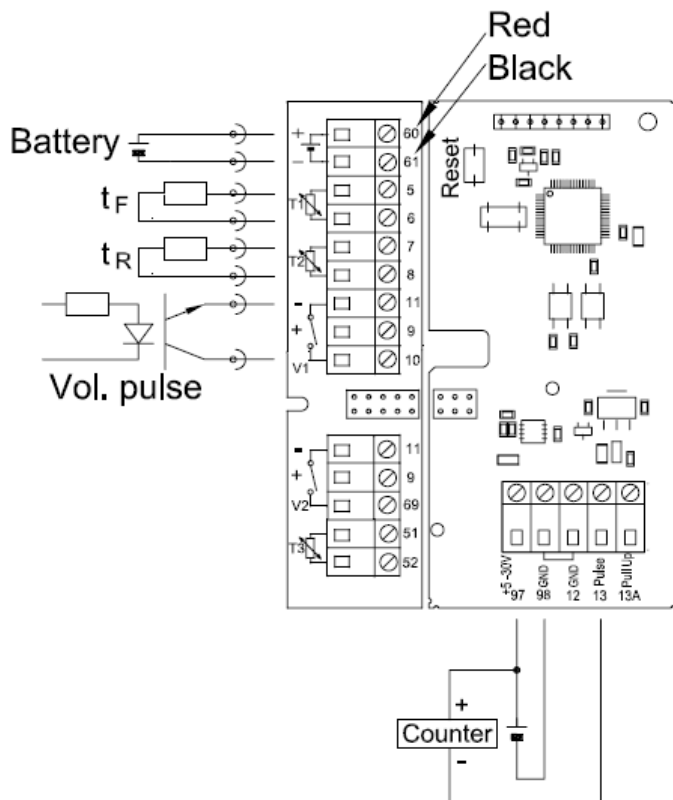 Red
Black
Battery
+
60
-
61
Reset
tF
T1
5
6
tR
T2
7
8
-
11
+
9
V1
10
Vol. pulse
-
11
+
9
V2
69
T3
51
52
+5 -30V
GND
GND
Pulse
Pull Up
97
98
12
13
13A
+
Counter
-